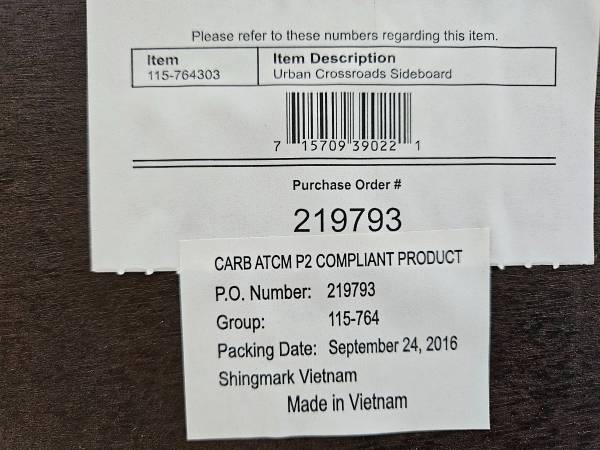 Please refer to these numbers regarding this item.
Item Item Description
115-764303 Urban Crossroads Sideboard
7 15709 39022 1
Purchase Order #
219793
CARB ATCM P2 COMPLIANT PRODUCT
P.O. Number: 219793
Group: 115-764
Packing Date: September 24, 2016
Shingmark Vietnam
Made in Vietnam